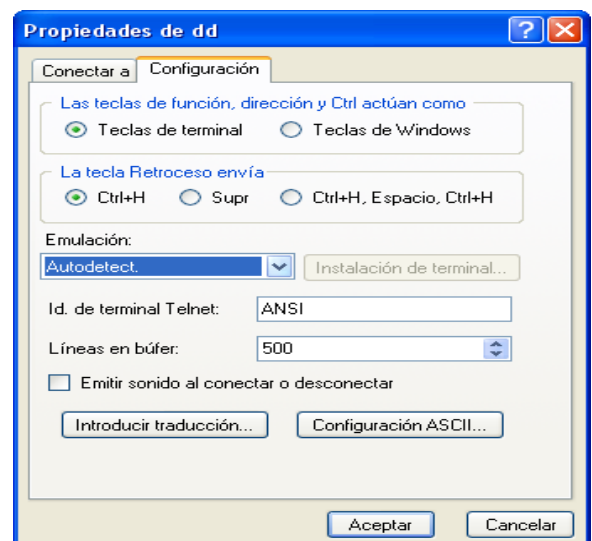 Propiedades de dd
Conectar a Configuración
Las teclas de función, dirección y Ctrl actúan como
Teclas de terminal Teclas de Windows
La tecla Retroceso envía
Ctrl+H Supr Ctrl+H, Espacio, Ctrl+H
Emulación:
Autodetect. Instalación de terminal...
Id. de terminal Telnet: ANSI
Líneas en búfer: 500
Emitir sonido al conectar o desconectar
Introducir traducción... Configuración ASCII...
Aceptar Cancelar